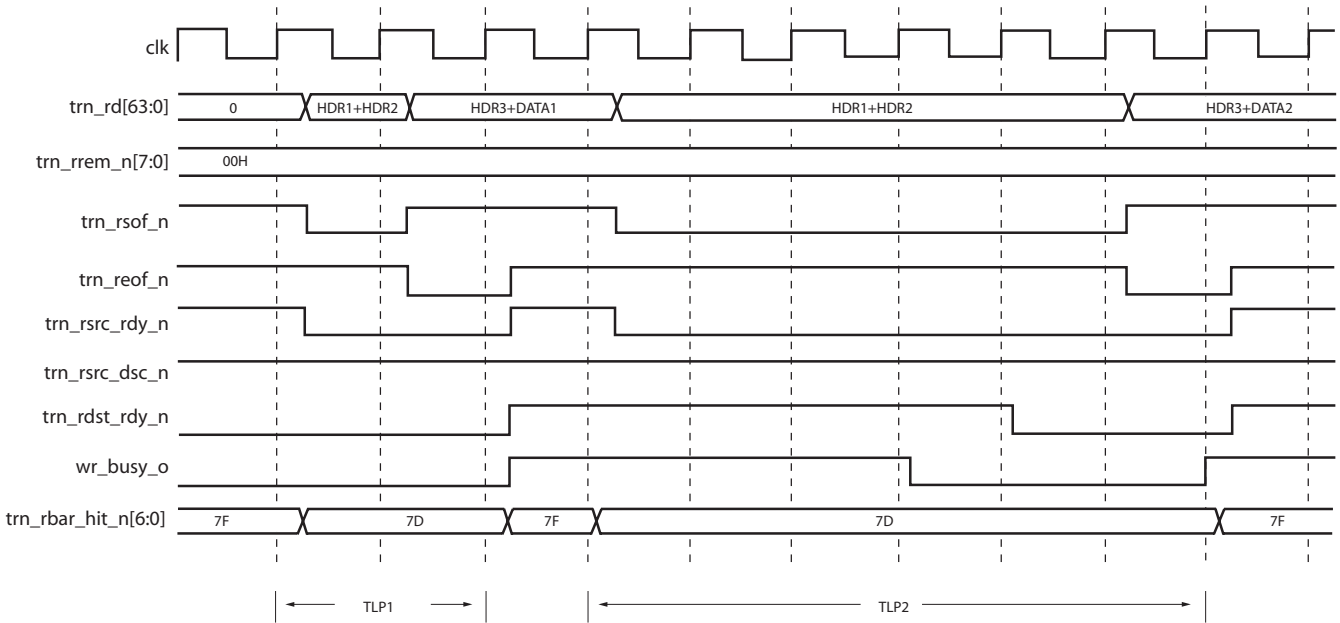 clk
trn_rd[63:0] 0 HDR1+HDR2 HDR3+DATA1 HDR1+HDR2 HDR3+DATA2
trn_rrem_n[7:0] 00H
trn_rsof_n
trn_reof_n
trn_rsrc_rdy_n
trn_rsrc_dsc_n
trn_rdst_rdy_n
wr_busy_o
trn_rbar_hit_n[6:0] 7F 7D 7F 7D 7F
TLP1 TLP2